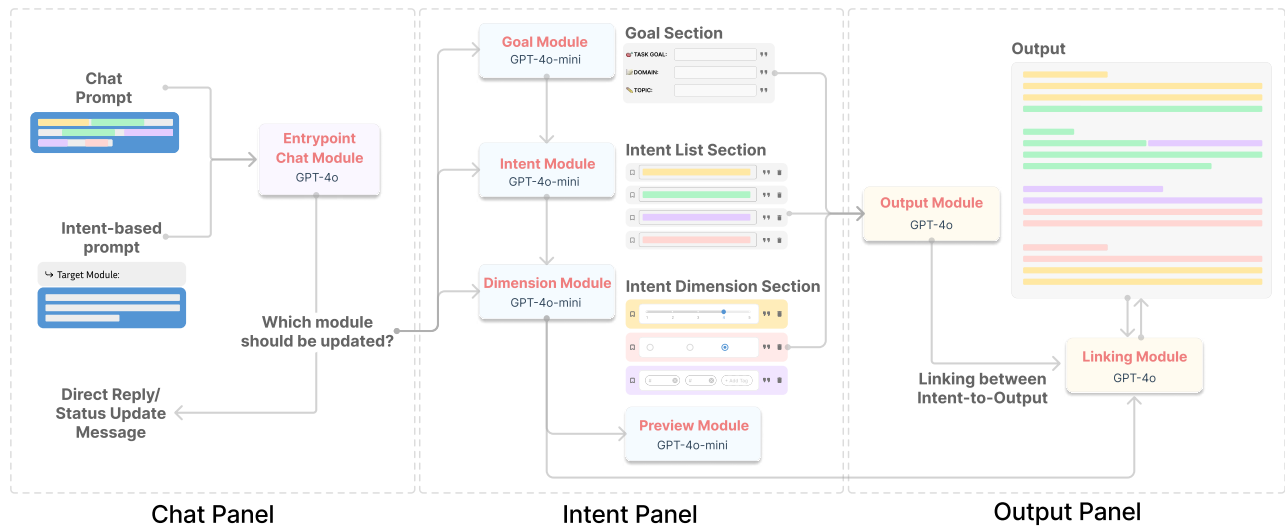 Chat
Prompt
Entrypoint
Chat Module
GPT-4o
Intent-based
prompt
↳ Target Module:
Which module
should be updated?
Direct Reply/
Status Update
Message
Chat Panel
Goal Module
GPT-4o-mini
Goal Section
TASK GOAL:
DOMAIN:
TOPIC:
Intent Module
GPT-4o-mini
Intent List Section
Dimension Module
GPT-4o-mini
Intent Dimension Section
+ Add Tag
Preview Module
GPT-4o-mini
Intent Panel
Output
Output Module
GPT-4o
Linking Module
GPT-4o
Linking between
Intent-to-Output
Output Panel